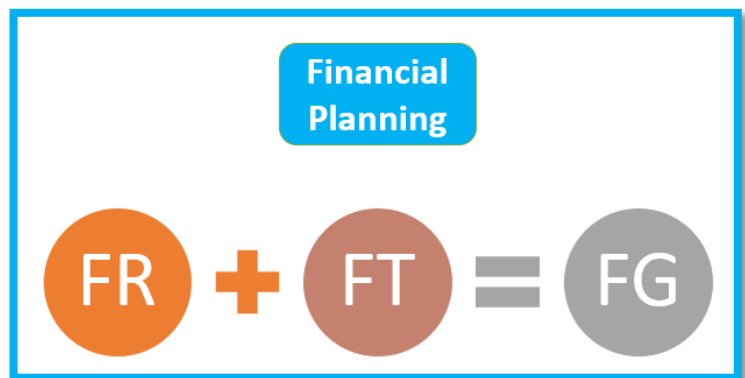 Financial
Planning
FR + FT = FG